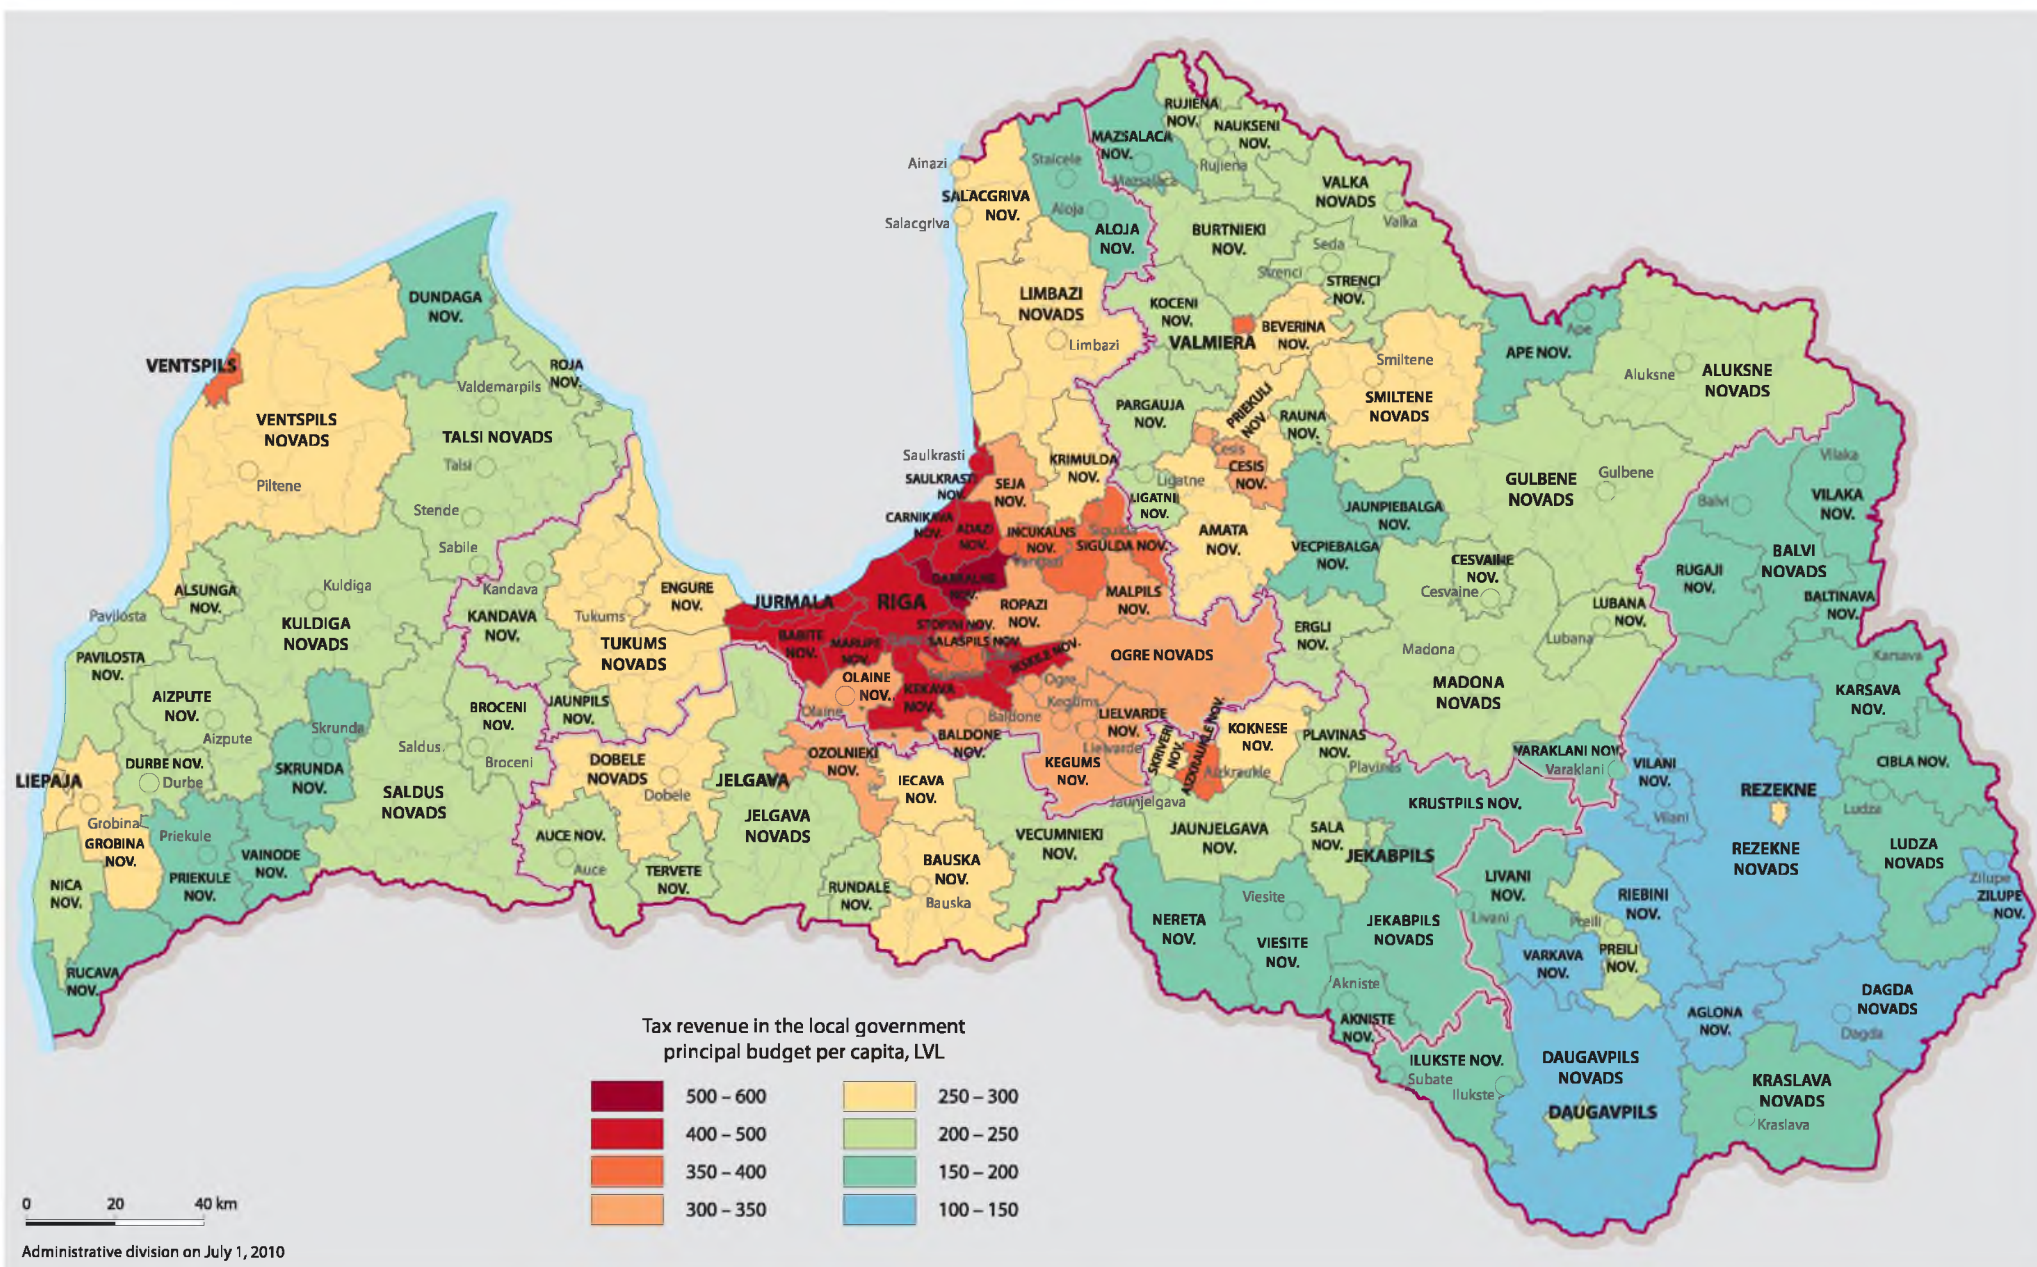 RUJIENA
NOV.
NAUKSENI
NOV.
MAZSALACA
NOV.
Mazsalaca
Rujiena
Ainazi
Staicele
SALACGRIVA
NOV.
Salacgriva
Aloja
ALOJA
NOV.
VALKA
NOVADS
Valka
BURTNIEKI
NOV.
Seda
Strenci
STRENCI
NOV.
DUNDAGA
NOV.
LIMBAZI
NOVADS
Limbazi
KOCENI
NOV.
VALMIERA
BEVERINA
NOV.
Ape
APE NOV.
Smiltene
SMILTENE
NOVADS
Aluksne
ALUKSNE
NOVADS
VENTSPILS
VENTSPILS
NOVADS
Piltene
ROJA
NOV.
Valdemarpils
TALSI NOVADS
Talsi
Stende
Sabile
PARGAUJA
NOV.
PRIEKULI
NOV.
RAUNA
NOV.
Cesis
CESIS
NOV.
Saulkrasti
SAULKRASTI
NOV.
SEJA
NOV.
KRIMULDA
NOV.
Ligatne
LIGATNI
NOV.
GULBENE
NOVADS
Gulbene
JAUNPIEBALGA
NOV.
VECPIEBALGA
NOV.
AMATA
NOV.
Vilaka
VILAKA
NOV.
Balvi
BALVI
NOVADS
RUGAJI
NOV.
BALTINAVA
NOV.
CARNIKAVA
NOV.
ADAZI
NOV.
INCUKALNS
NOV.
Sigulda
SIGULDA NOV.
GARKALNE
NOV.
MALPILS
NOV.
ROPAZI
NOV.
CESVAINE
NOV.
Cesvaine
LUBANA
NOV.
Lubana
ERGLI
NOV.
Madona
MADONA
NOVADS
ALSUNGA
NOV.
Kuldiga
KULDIGA
NOVADS
Pavilosta
PAVILOSTA
NOV.
Kandava
KANDAVA
NOV.
Tukums
TUKUMS
NOVADS
ENGURE
NOV.
JURMALA
RIGA
BABITE
NOV.
MARUPE
NOV.
STOPINI NOV.
SALASPILS NOV.
IKSKILE NOV.
OGRE NOVADS
Ogre
OLAINE
NOV.
Olaine
KEKAVA
NOV.
Baldone
BALDONE
NOV.
Kegums
KEGUMS
NOV.
LIELVARDE
NOV.
Lielvarde
SKRIVERI
NOV.
AIZKRAUKLE NOV.
Aizkraukle
KOKNESE
NOV.
PLAVINAS
NOV.
Plavinas
Karsava
KARSAVA
NOV.
AIZPUTE
NOV.
Aizpute
BROCENI
NOV.
Broceni
JAUNPILS
NOV.
Skrunda
SKRUNDA
NOV.
Saldus
SALDUS
NOVADS
DURBE NOV.
Durbe
LIEPAJA
Grobina
GROBINA
NOV.
Priekule
PRIEKULE
NOV.
VAINODE
NOV.
NICA
NOV.
RUCAVA
NOV.
DOBELE
NOVADS
Dobele
AUCE NOV.
Auce
TERVETE
NOV.
JELGAVA
JELGAVA
NOVADS
OZOLNIEKI
NOV.
IECAVA
NOV.
RUNDALE
NOV.
BAUSKA
NOV.
Bauska
VECUMNIEKI
NOV.
Jaunjelgava
JAUNJELGAVA
NOV.
SALA
NOV.
JEKABPILS
KRUSTPILS NOV.
VARAKLANI NOV.
Varaklani
VILANI
NOV.
Vilani
REZEKNE
REZEKNE
NOVADS
CIBLA NOV.
Ludza
LUDZA
NOVADS
Zilupe
ZILUPE
NOV.
LIVANI
NOV.
Livani
RIEBINI
NOV.
Preili
PREILI
NOV.
VARKAVA
NOV.
NERETA
NOV.
Viesite
VIESITE
NOV.
JEKABPILS
NOVADS
Akniste
AKNISTE
NOV.
ILUKSTE NOV.
Subate
Ilukste
DAUGAVPILS
NOVADS
DAUGAVPILS
AGLONA
NOV.
DAGDA
NOVADS
Dagda
KRASLAVA
NOVADS
Kraslava
Tax revenue in the local government
principal budget per capita, LVL
500 – 600
400 – 500
350 – 400
300 – 350
250 – 300
200 – 250
150 – 200
100 – 150
0 20 40 km
Administrative division on July 1, 2010